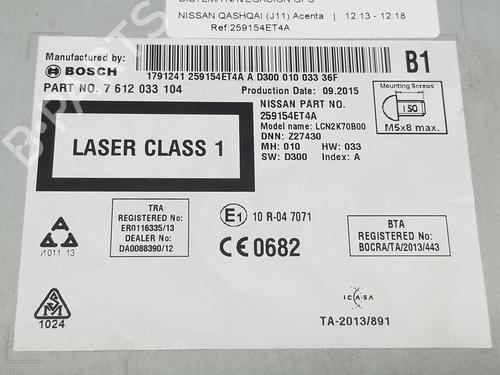 SISTEMA NAVEGACION GPS
NISSAN QASHQAI (J11) Acenta | 12.13 - 12.18
Ref:259154ET4A
Manufactured by:
BOSCH
1791241 259154ET4A A D300 010 033 36F
B1
PART NO. 7 612 033 104
Production Date: 09.2015
Mounting Screws
ISO
M5x8 max.
NISSAN PART NO.
259154ET4A
Model name: LCN2K70B00
DNN: Z27430
MH: 010 HW: 033
SW: D300 Index: A
LASER CLASS 1
TRA
REGISTERED No:
ER0116335/13
DEALER No:
DA0088390/12
E1 10 R-04 7071
CE0682
BTA
REGISTERED No:
BOCRA/TA/2013/443
И011 13
1024
ICASA
TA-2013/891